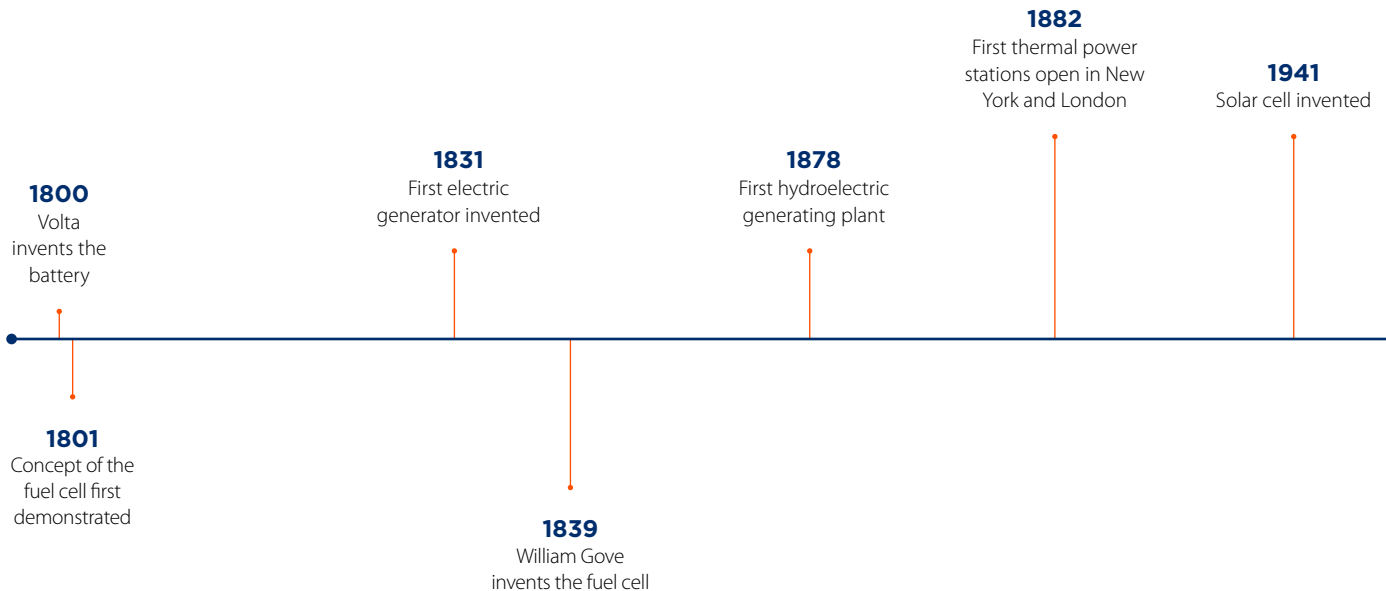 1800
Volta
invents the
battery
1801
Concept of the
fuel cell first
demonstrated
1831
First electric
generator invented
1839
William Gove
invents the fuel cell
1878
First hydroelectric
generating plant
1882
First thermal power
stations open in New
York and London
1941
Solar cell invented